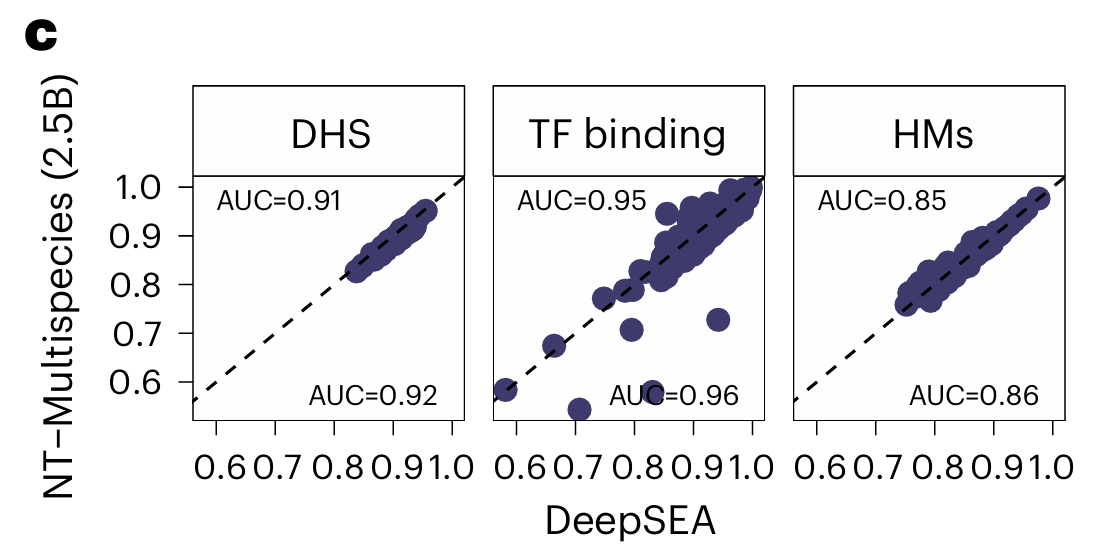 c
NT–Multispecies (2.5B)
DHS
TF binding
HMs
1.0
0.9
0.8
0.7
0.6
AUC=0.91
AUC=0.92
AUC=0.95
AUC=0.96
AUC=0.85
AUC=0.86
0.6 0.7 0.8 0.9 1.0
0.6 0.7 0.8 0.9 1.0
0.6 0.7 0.8 0.9 1.0
DeepSEA